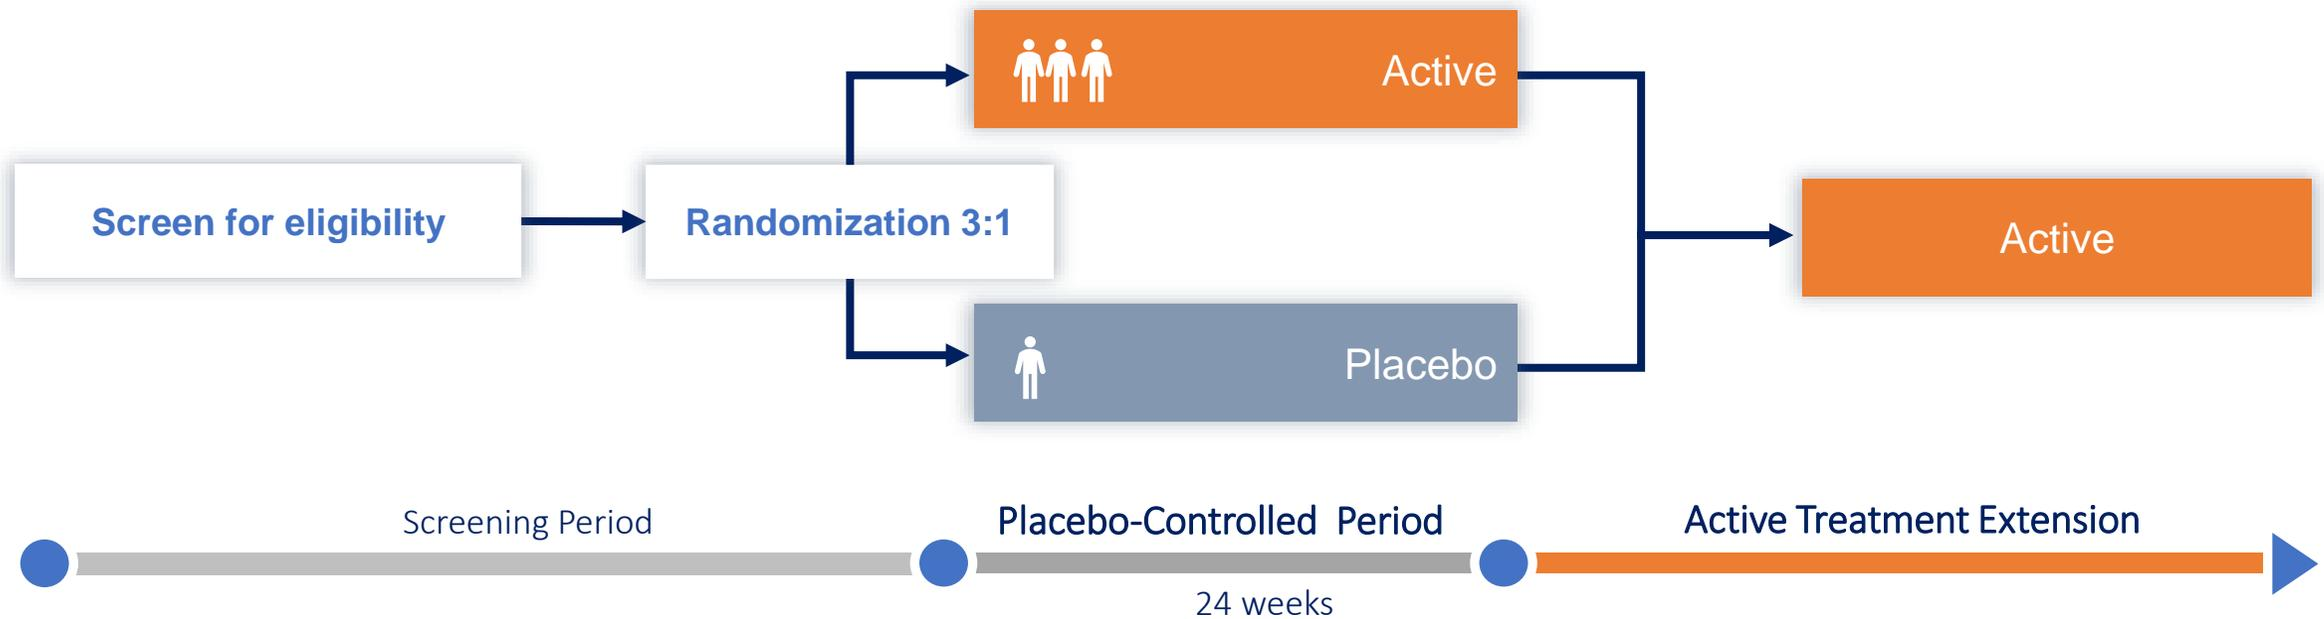 Active
Screen for eligibility
Randomization 3:1
Active
Placebo
Screening Period
Placebo-Controlled Period
Active Treatment Extension
24 weeks